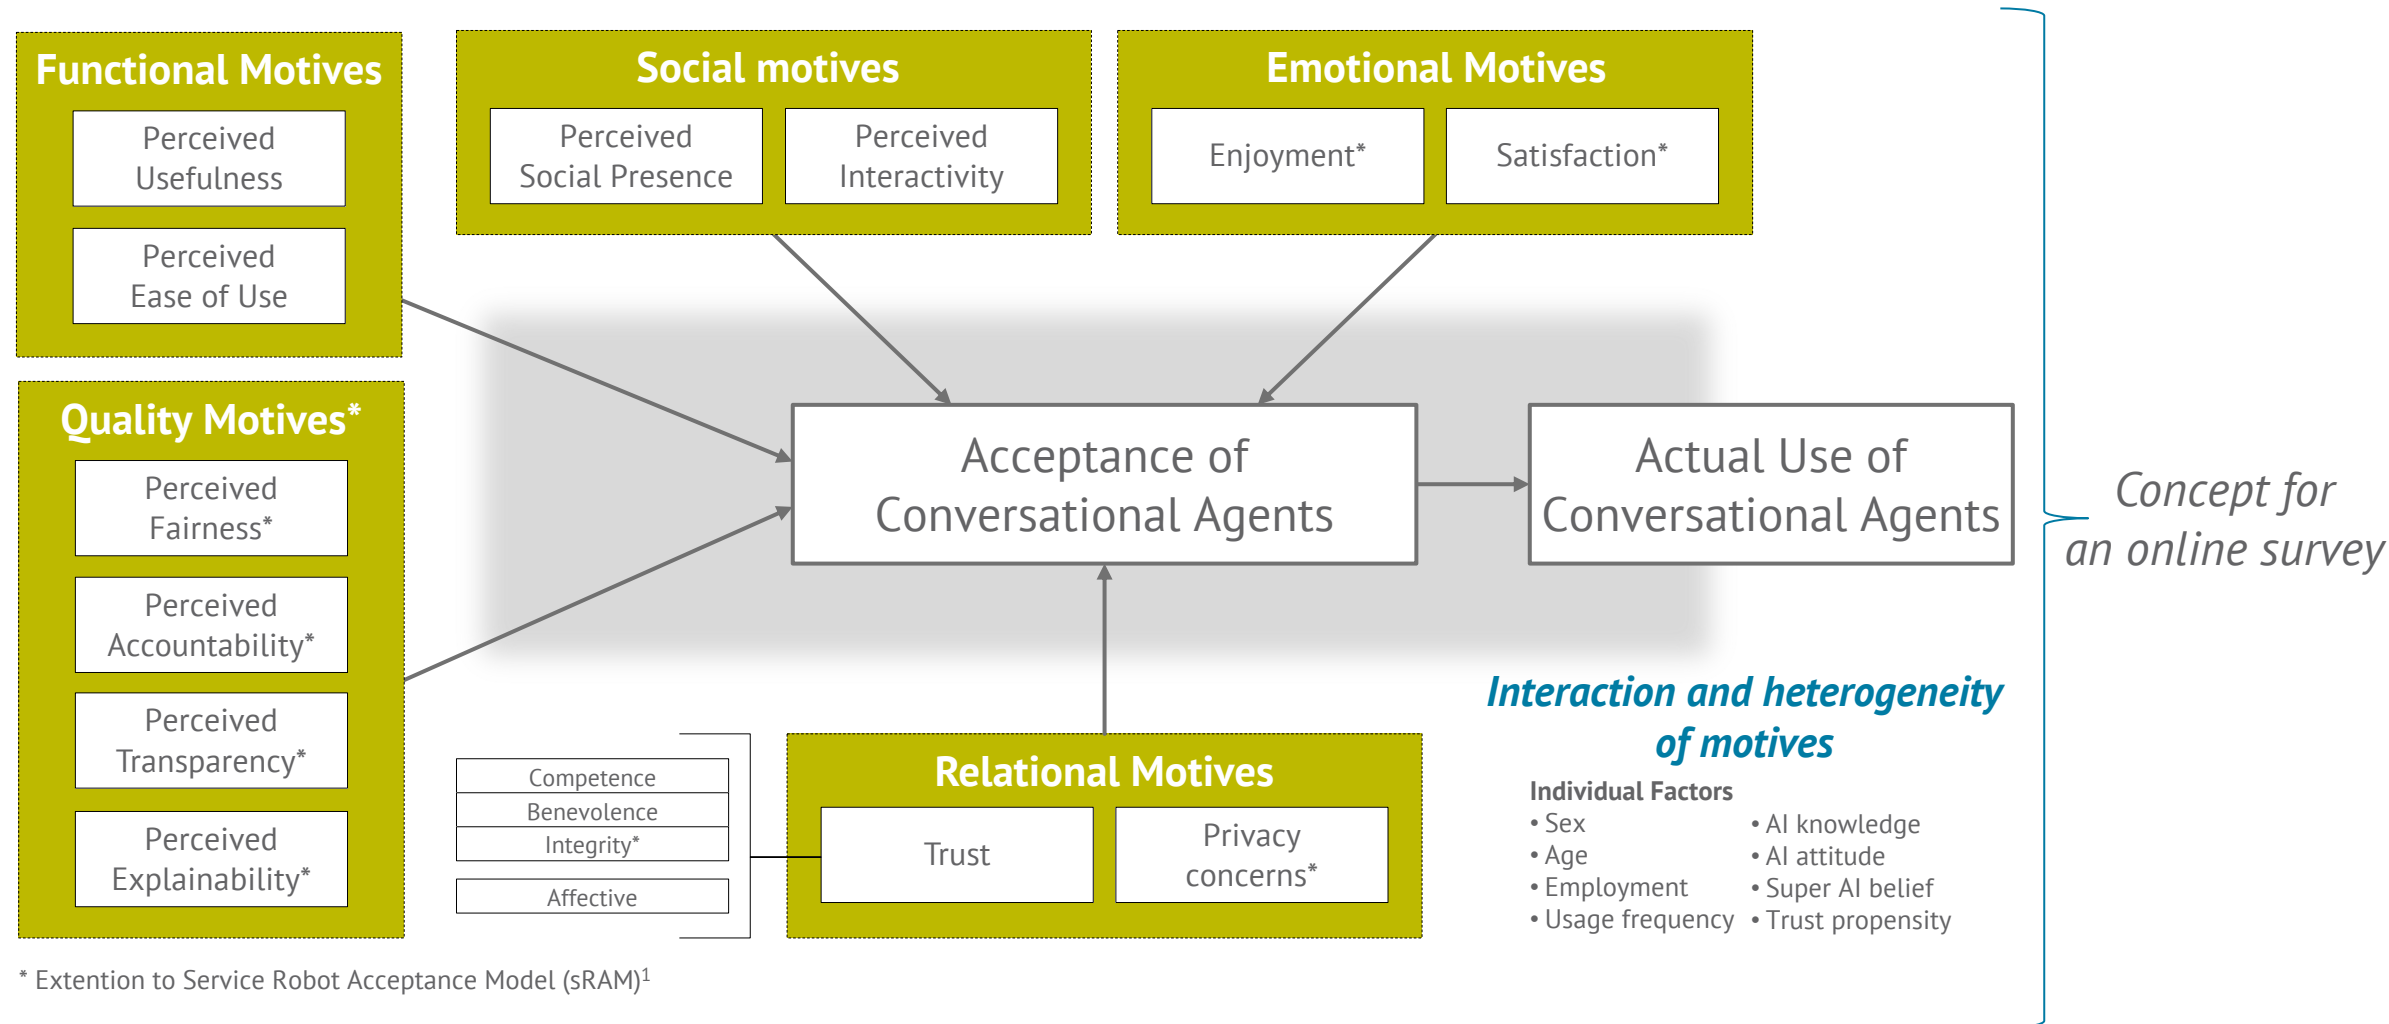 Functional Motives
Perceived
Usefulness
Perceived
Ease of Use
Social motives
Perceived
Social Presence
Perceived
Interactivity
Emotional Motives
Enjoyment*
Satisfaction*
Quality Motives*
Perceived
Fairness*
Perceived
Accountability*
Perceived
Transparency*
Perceived
Explainability*
Acceptance of
Conversational Agents
Actual Use of
Conversational Agents
Concept for
an online survey
Competence
Benevolence
Integrity*
Affective
Relational Motives
Trust
Privacy
concerns*
Interaction and heterogeneity
of motives
Individual Factors
• Sex
• Age
• Employment
• Usage frequency
• AI knowledge
• AI attitude
• Super AI belief
• Trust propensity
* Extention to Service Robot Acceptance Model (sRAM)¹